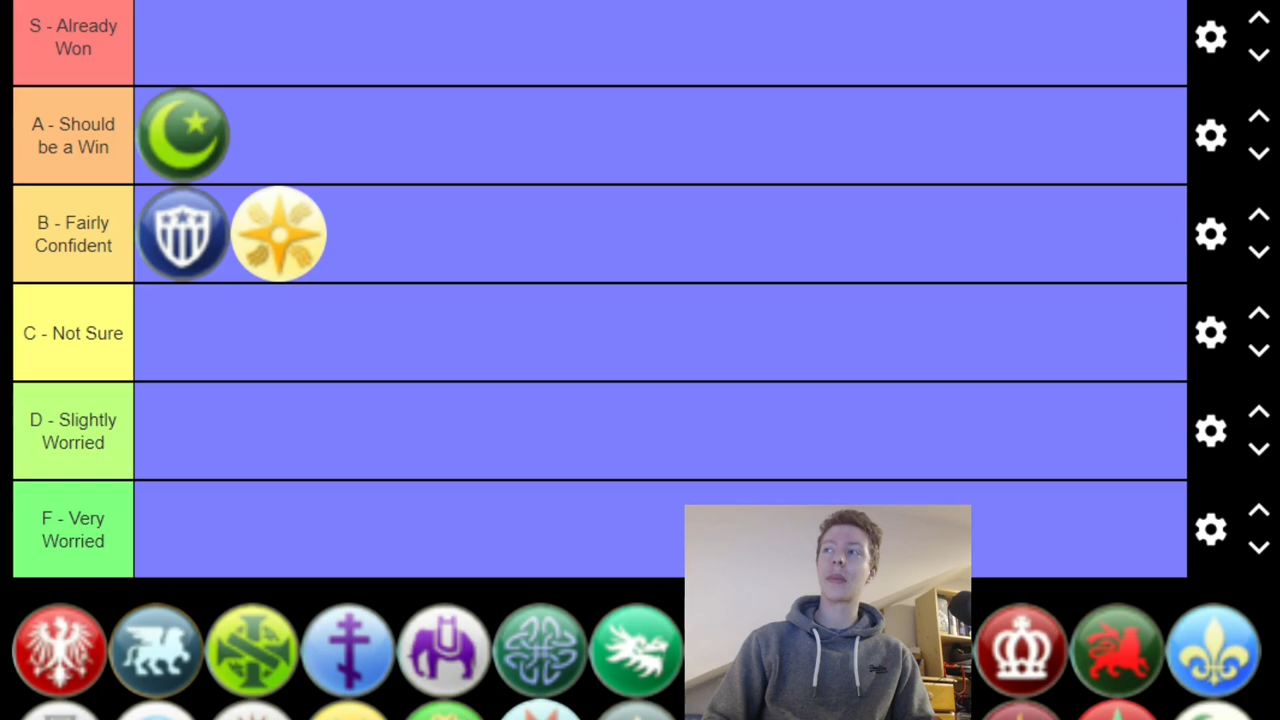 S - Already
Won
A - Should
be a Win
B - Fairly
Confident
C - Not Sure
D - Slightly
Worried
F - Very
Worried